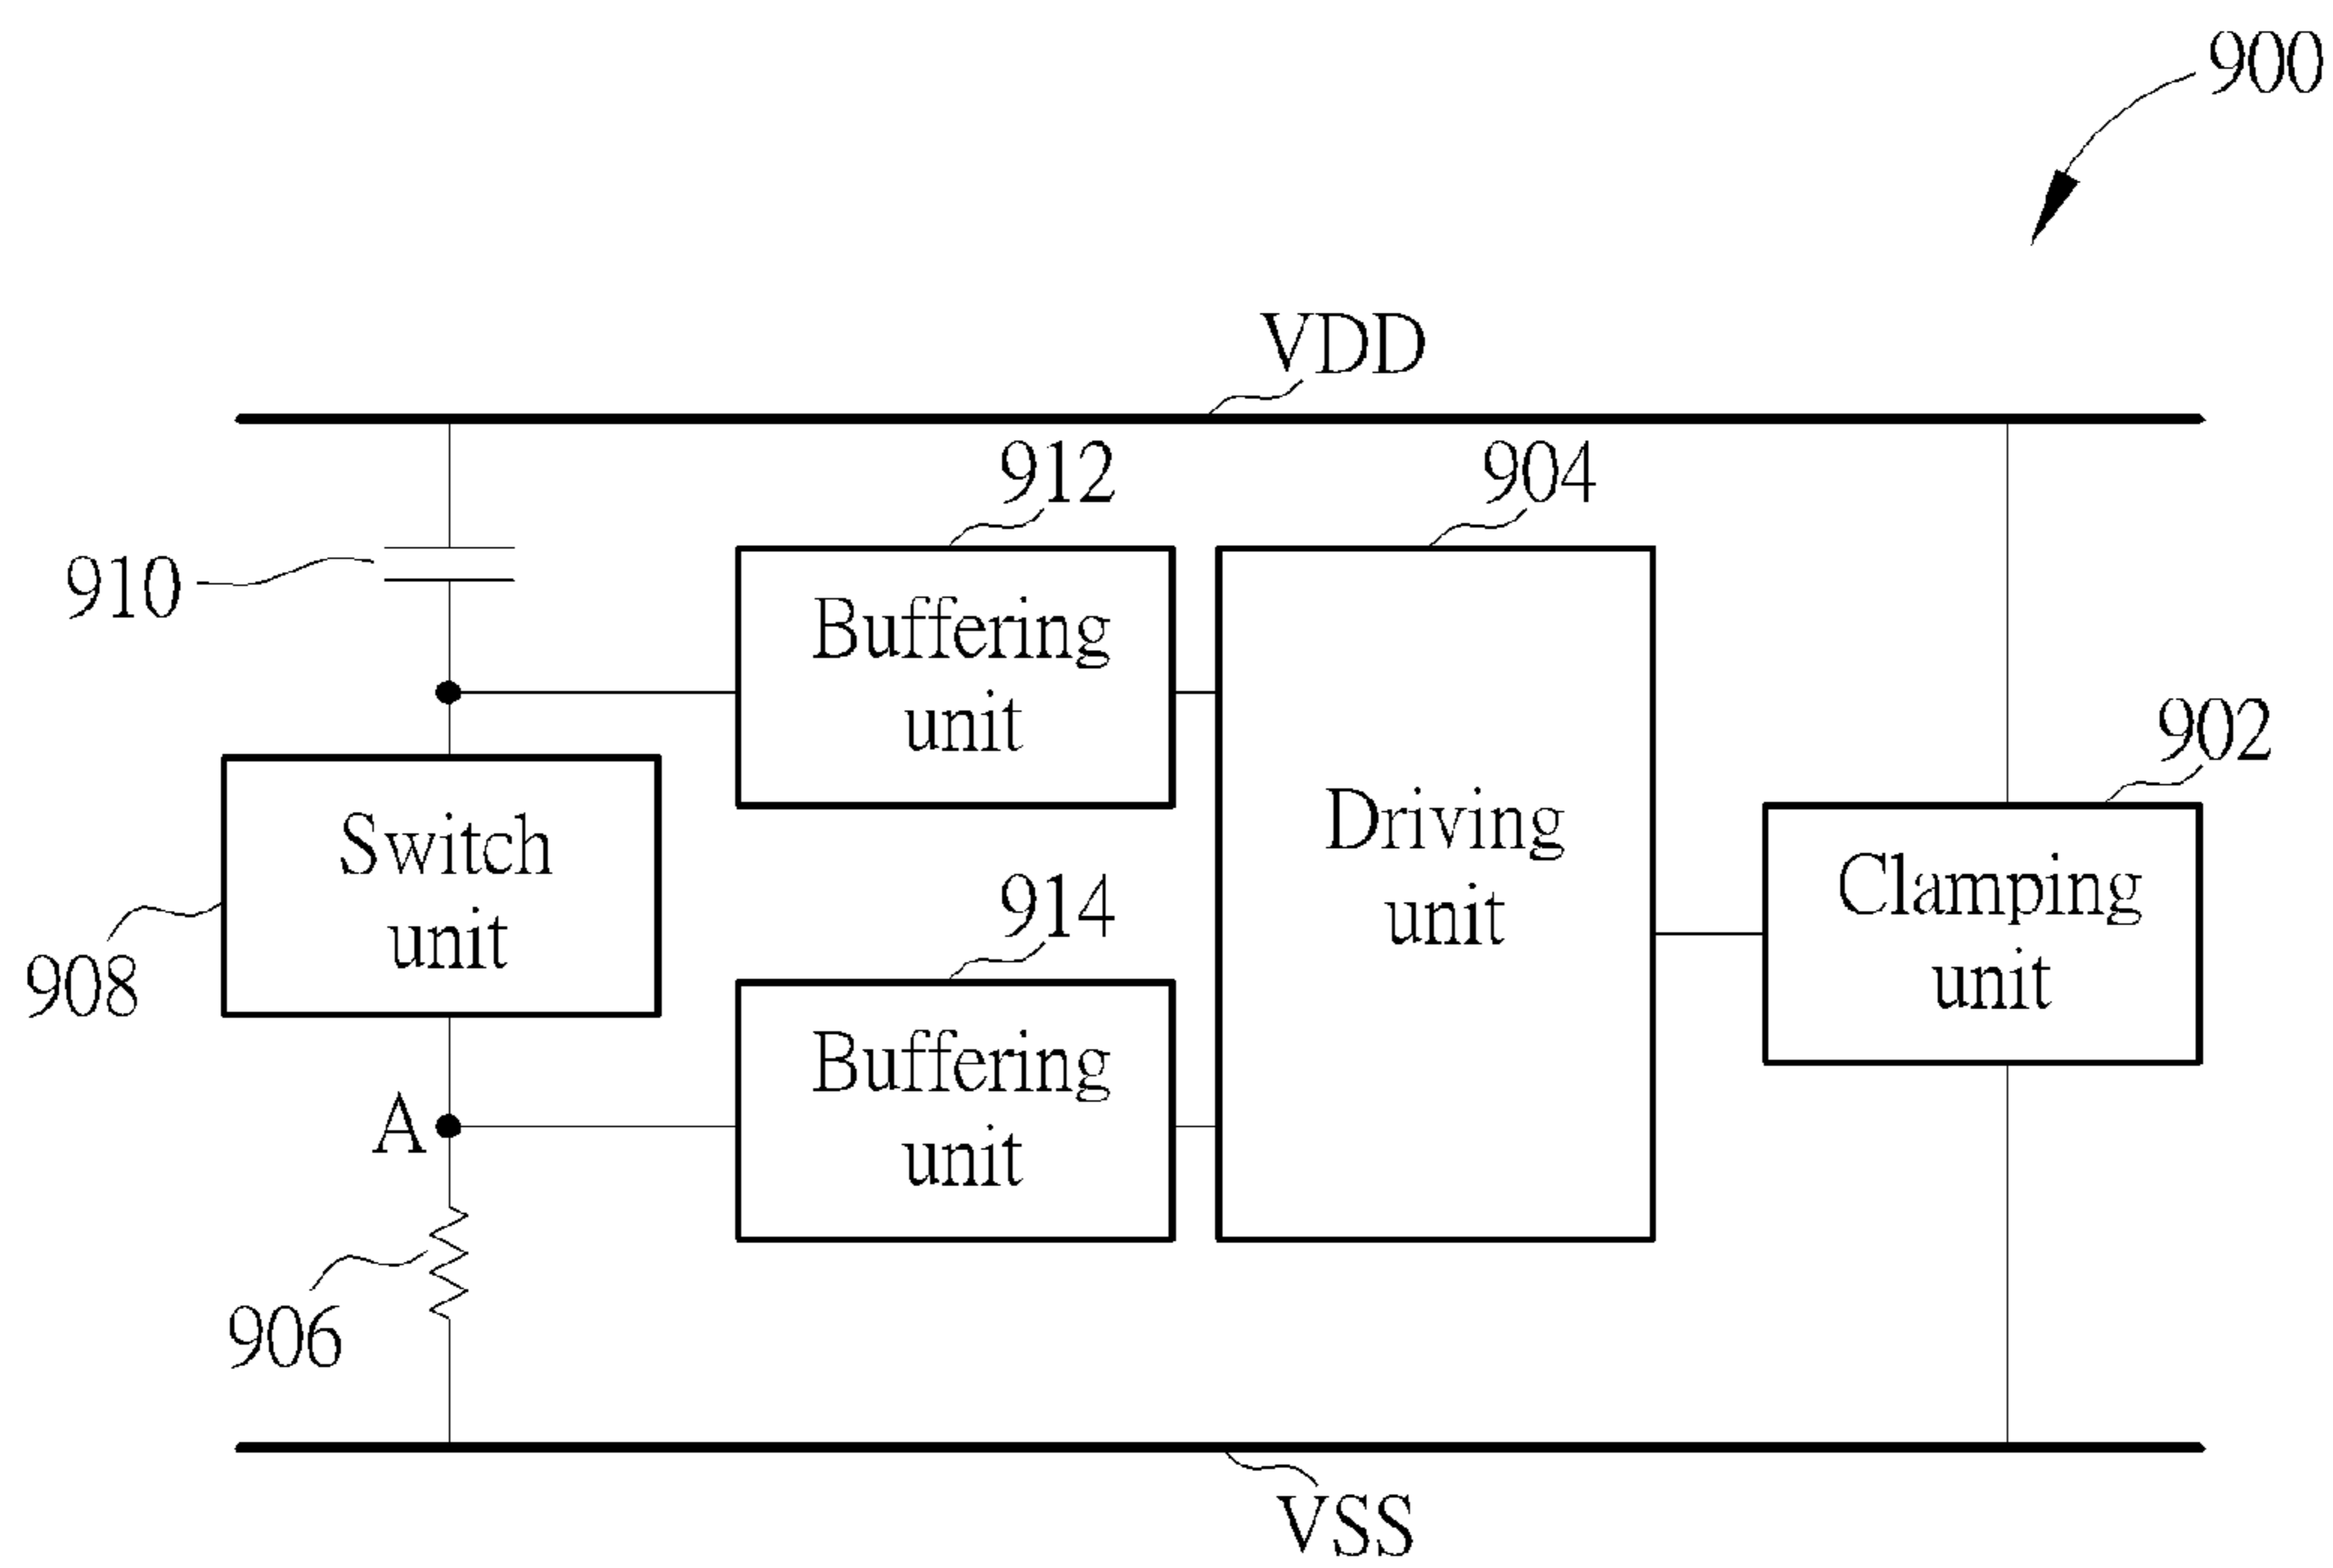 900
VDD
912
904
910
Buffering
unit
902
Switch
unit
Driving
unit
Clamping
unit
914
908
Buffering
unit
A
906
VSS